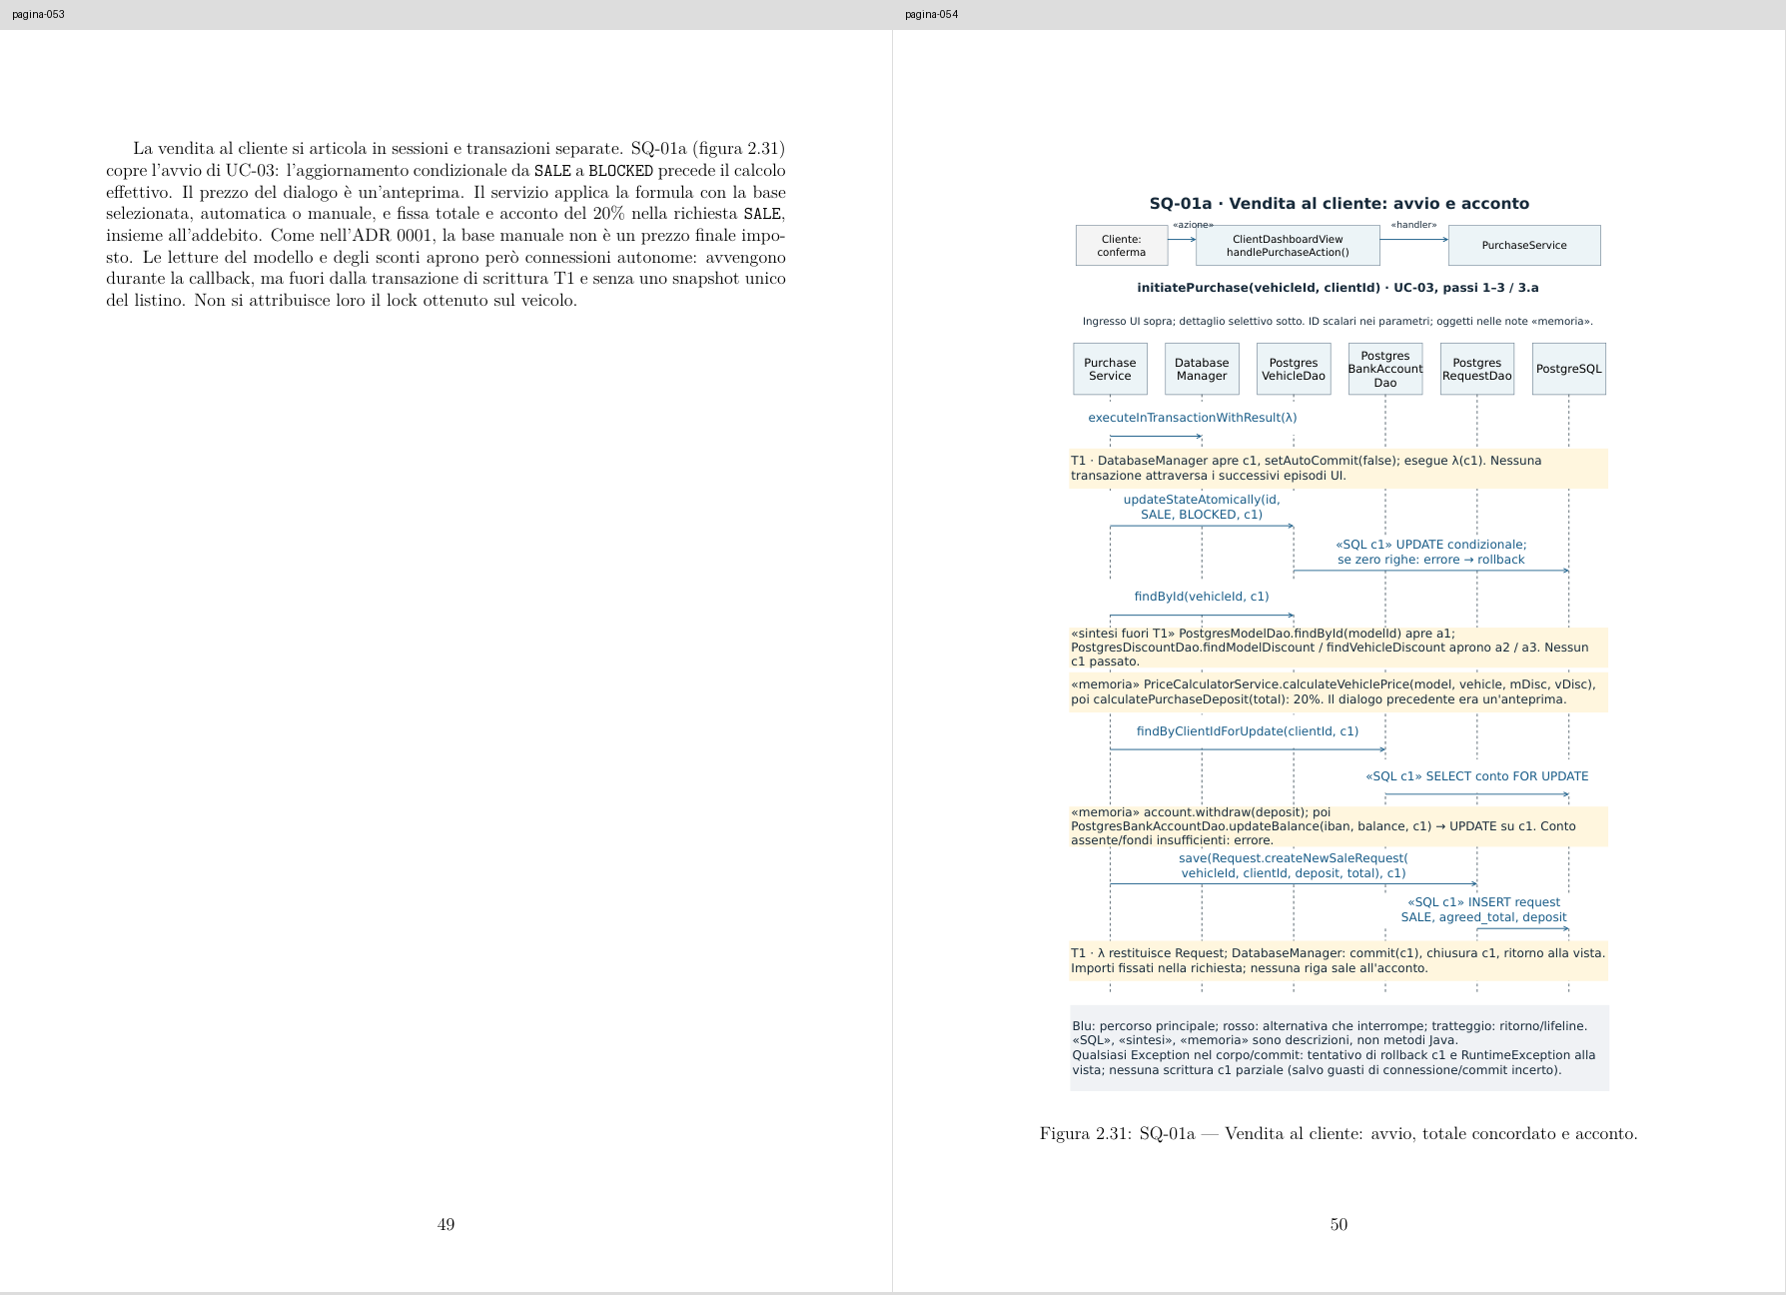 pagina-053
La vendita al cliente si articola in sessioni e transazioni separate. SQ-01a (figura 2.31)
copre l'avvio di UC-03: l'aggiornamento condizionale da SALE a BLOCKED precede il calcolo
effettivo. Il prezzo del dialogo è un'anteprima. Il servizio applica la formula con la base
selezionata, automatica o manuale, e fissa totale e acconto del 20% nella richiesta SALE,
insieme all'addebito. Come nell'ADR 0001, la base manuale non è un prezzo finale impo-
sto. Le letture del modello e degli sconti aprono però connessioni autonome: avvengono
durante la callback, ma fuori dalla transazione di scrittura T1 e senza uno snapshot unico
del listino. Non si attribuisce loro il lock ottenuto sul veicolo.
49
pagina-054
SQ-01a · Vendita al cliente: avvio e acconto
«azione»
«handler»
Cliente:
conferma
ClientDashboardView
handlePurchaseAction()
PurchaseService
initiatePurchase(vehicleId, clientId) · UC-03, passi 1–3 / 3.a
Ingresso UI sopra; dettaglio selettivo sotto. ID scalari nei parametri; oggetti nelle note «memoria».
Purchase
Service
Database
Manager
Postgres
VehicleDao
Postgres
BankAccount
Dao
Postgres
RequestDao
PostgreSQL
executeInTransactionWithResult(λ)
T1 · DatabaseManager apre c1, setAutoCommit(false); esegue λ(c1). Nessuna
transazione attraversa i successivi episodi UI.
updateStateAtomically(id,
SALE, BLOCKED, c1)
«SQL c1» UPDATE condizionale;
se zero righe: errore → rollback
findById(vehicleId, c1)
«sintesi fuori T1» PostgresModelDao.findById(modelId) apre a1;
PostgresDiscountDao.findModelDiscount / findVehicleDiscount aprono a2 / a3. Nessun
c1 passato.
«memoria» PriceCalculatorService.calculateVehiclePrice(model, vehicle, mDisc, vDisc),
poi calculatePurchaseDeposit(total): 20%. Il dialogo precedente era un'anteprima.
findByClientIdForUpdate(clientId, c1)
«SQL c1» SELECT conto FOR UPDATE
«memoria» account.withdraw(deposit); poi
PostgresBankAccountDao.updateBalance(iban, balance, c1) → UPDATE su c1. Conto
assente/fondi insufficienti: errore.
save(Request.createNewSaleRequest(
vehicleId, clientId, deposit, total), c1)
«SQL c1» INSERT request
SALE, agreed_total, deposit
T1 · λ restituisce Request; DatabaseManager: commit(c1), chiusura c1, ritorno alla vista.
Importi fissati nella richiesta; nessuna riga sale all'acconto.
Blu: percorso principale; rosso: alternativa che interrompe; tratteggio: ritorno/lifeline.
«SQL», «sintesi», «memoria» sono descrizioni, non metodi Java.
Qualsiasi Exception nel corpo/commit: tentativo di rollback c1 e RuntimeException alla
vista; nessuna scrittura c1 parziale (salvo guasti di connessione/commit incerto).
Figura 2.31: SQ-01a — Vendita al cliente: avvio, totale concordato e acconto.
50